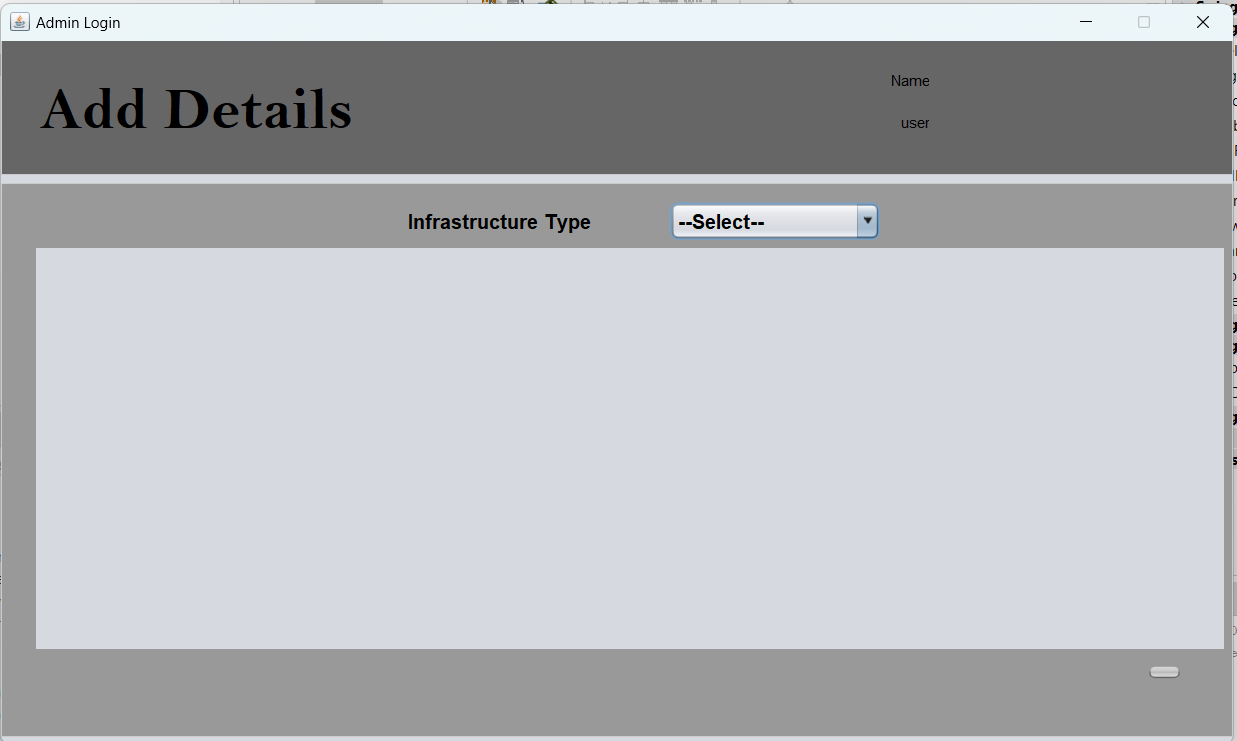 Admin Login
Add Details
Name
user
Infrastructure Type
--Select--